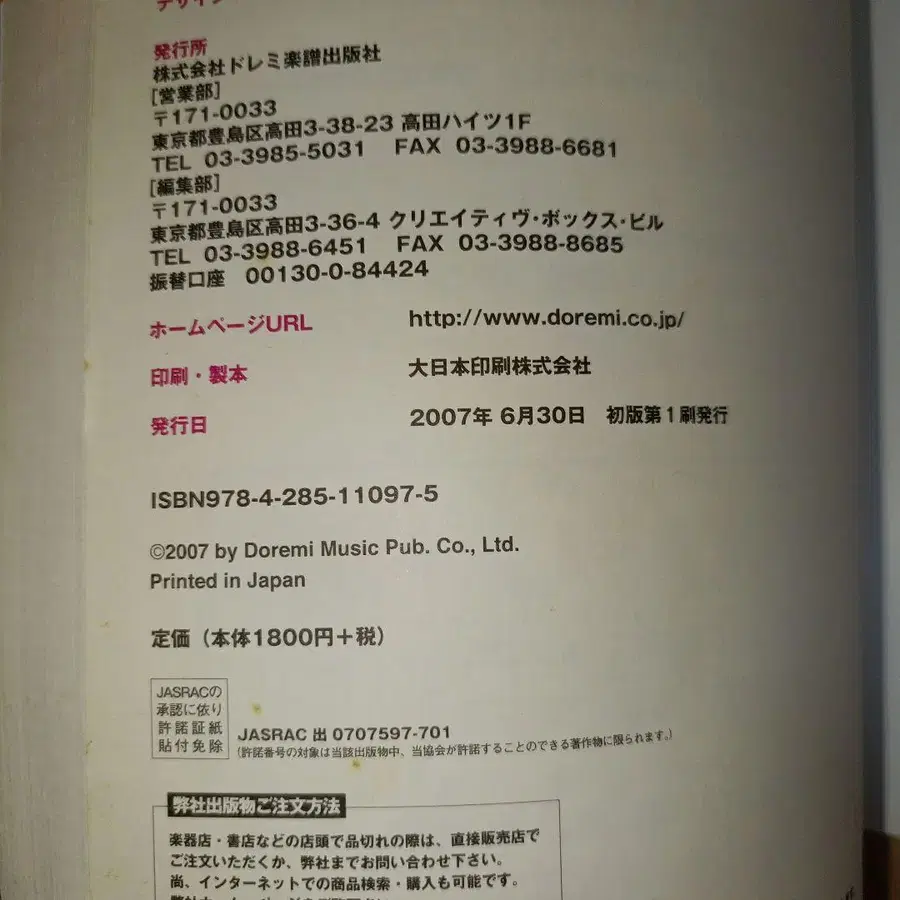 デザイン
発行所
株式会社ドレミ楽譜出版社
[営業部]
〒171-0033
東京都豊島区高田3-38-23 高田ハイツ1F
TEL 03-3985-5031 FAX 03-3988-6681
[編集部]
〒171-0033
東京都豊島区高田3-36-4 クリエイティヴ・ボックス・ビル
TEL 03-3988-6451 FAX 03-3988-8685
振替口座 00130-0-84424
ホームページURL http://www.doremi.co.jp/
印刷・製本 大日本印刷株式会社
発行日 2007年 6月30日 初版第1刷発行
ISBN978-4-285-11097-5
©2007 by Doremi Music Pub. Co., Ltd.
Printed in Japan
定価（本体1800円＋税）
JASRACの
承認に依り
許諾証紙
貼付免除
JASRAC 出 0707597-701
(許諾番号の対象は当該出版物中、当協会が許諾することのできる著作物に限られます。)
弊社出版物ご注文方法
楽器店・書店などの店頭で品切れの際は、直接販売店で
ご注文いただくか、弊社までお問い合わせ下さい。
尚、インターネットでの商品検索・購入も可能です。